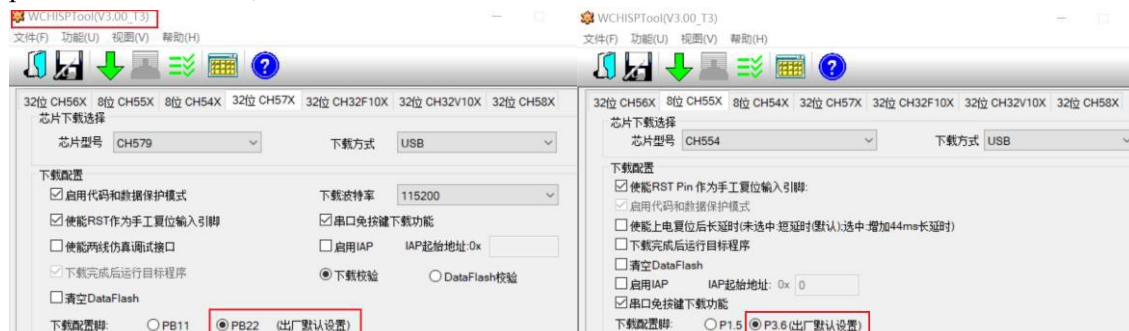 WCHISPTool(V3.00_T3)
文件(F) 功能(U) 视图(V) 帮助(H)
32位 CH56X 8位 CH55X 8位 CH54X 32位 CH57X 32位 CH32F10X 32位 CH32V10X 32位 CH58X
芯片下载选择
芯片型号 CH579 下载方式 USB
下载配置
启用代码和数据保护模式 下载波特率 115200
使能RST作为手工复位输入引脚 串口免按键下载功能
使能两线仿真调试接口 启用IAP IAP起始地址:0x
下载完成后运行目标程序 下载校验 DataFlash校验
清空DataFlash
下载配置脚: PB11 PB22 (出厂默认设置)
WCHISPTool(V3.00_T3)
文件(F) 功能(U) 视图(V) 帮助(H)
32位 CH56X 8位 CH55X 8位 CH54X 32位 CH57X 32位 CH32F10X 32位 CH32V10X 32位 CH58X
芯片下载选择
芯片型号 CH554 下载方式 USB
下载配置
使能RST Pin 作为手工复位输入引脚:
启用代码和数据保护模式
使能上电复位后长延时(未选中:短延时(默认);选中:增加44ms长延时)
下载完成后运行目标程序
清空DataFlash
启用IAP IAP起始地址: 0x 0
串口免按键下载功能
下载配置脚: P1.5 P3.6(出厂默认设置)